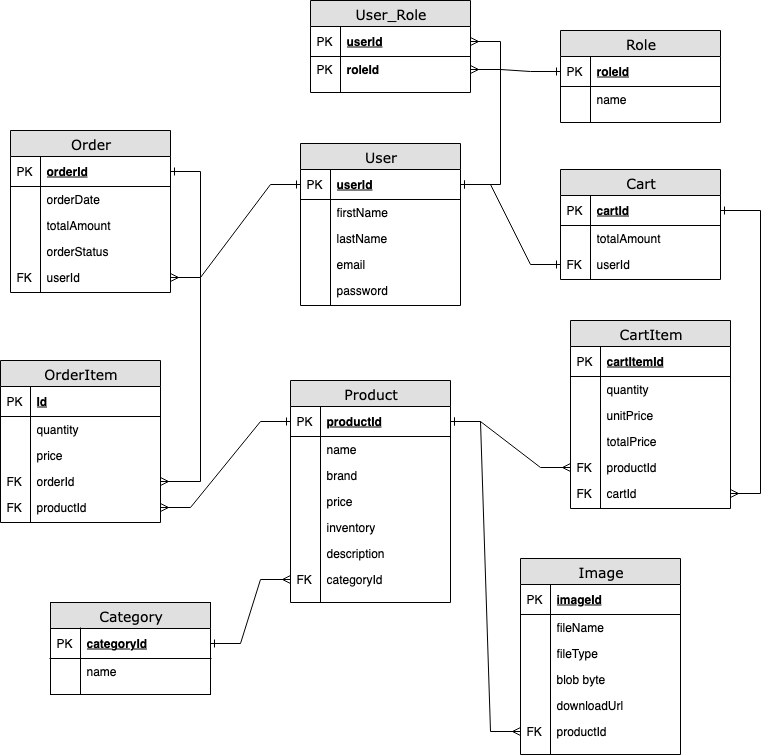 User_Role
PK userId
PK roleId
Role
PK roleId
name
Order
PK orderId
orderDate
totalAmount
orderStatus
FK userId
User
PK userId
firstName
lastName
email
password
Cart
PK cartId
totalAmount
FK userId
CartItem
PK cartItemId
quantity
unitPrice
totalPrice
FK productId
FK cartId
OrderItem
PK Id
quantity
price
FK orderId
FK productId
Product
PK productId
name
brand
price
inventory
description
FK categoryId
Image
PK imageId
fileName
fileType
blob byte
downloadUrl
FK productId
Category
PK categoryId
name